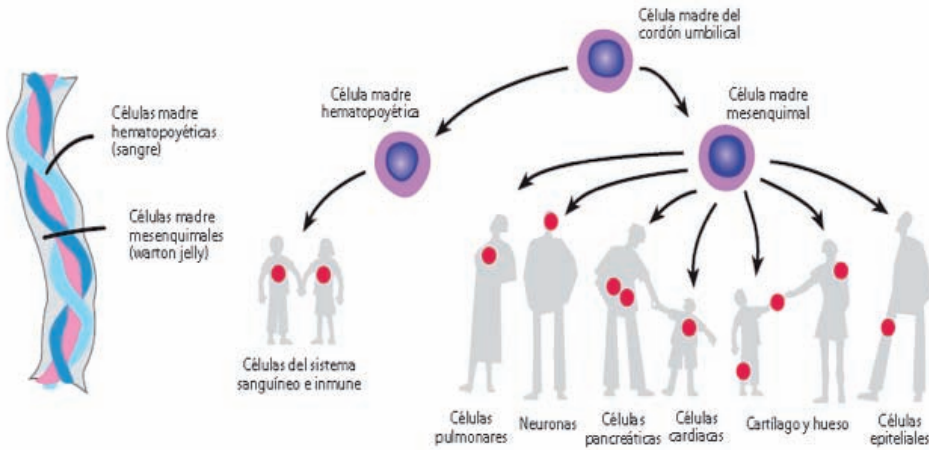 Célula madre del
cordón umbilical
Célula madre
hematopoyética
Célula madre
mesenquimal
Células madre
hematopoyéticas
(sangre)
Células madre
mesenquimales
(warton jelly)
Células del sistema
sanguíneo e inmune
Células
pulmonares
Neuronas
Células
pancreáticas
Células
cardiacas
Cartílago y hueso
Células
epiteliales